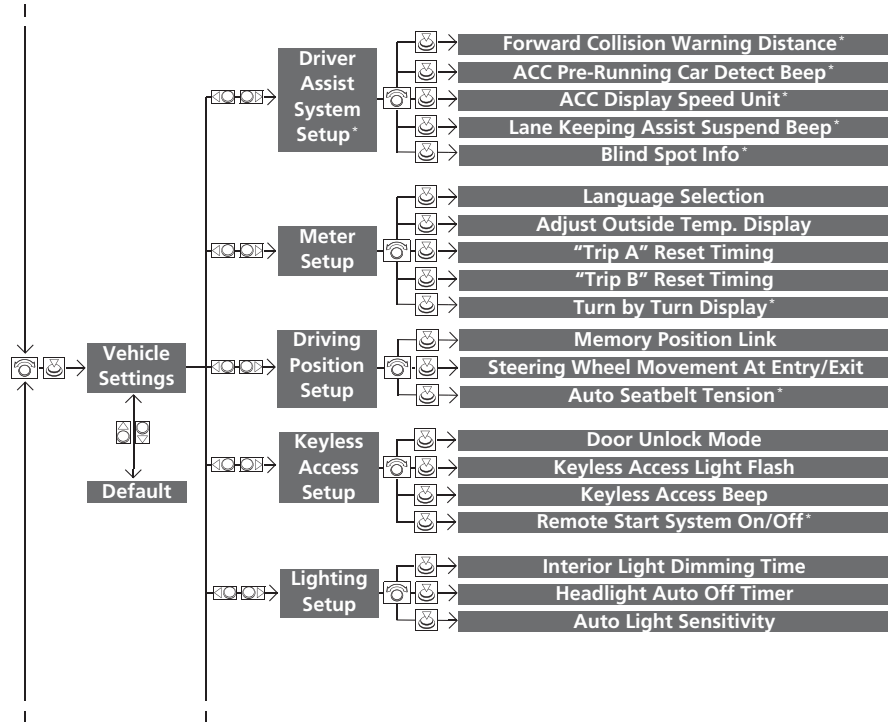 Driver
Assist
System
Setup*
Forward Collision Warning Distance*
ACC Pre-Running Car Detect Beep*
ACC Display Speed Unit*
Lane Keeping Assist Suspend Beep*
Blind Spot Info*
Meter
Setup
Language Selection
Adjust Outside Temp. Display
“Trip A” Reset Timing
“Trip B” Reset Timing
Turn by Turn Display*
Vehicle
Settings
Default
Driving
Position
Setup
Memory Position Link
Steering Wheel Movement At Entry/Exit
Auto Seatbelt Tension*
Keyless
Access
Setup
Door Unlock Mode
Keyless Access Light Flash
Keyless Access Beep
Remote Start System On/Off*
Lighting
Setup
Interior Light Dimming Time
Headlight Auto Off Timer
Auto Light Sensitivity